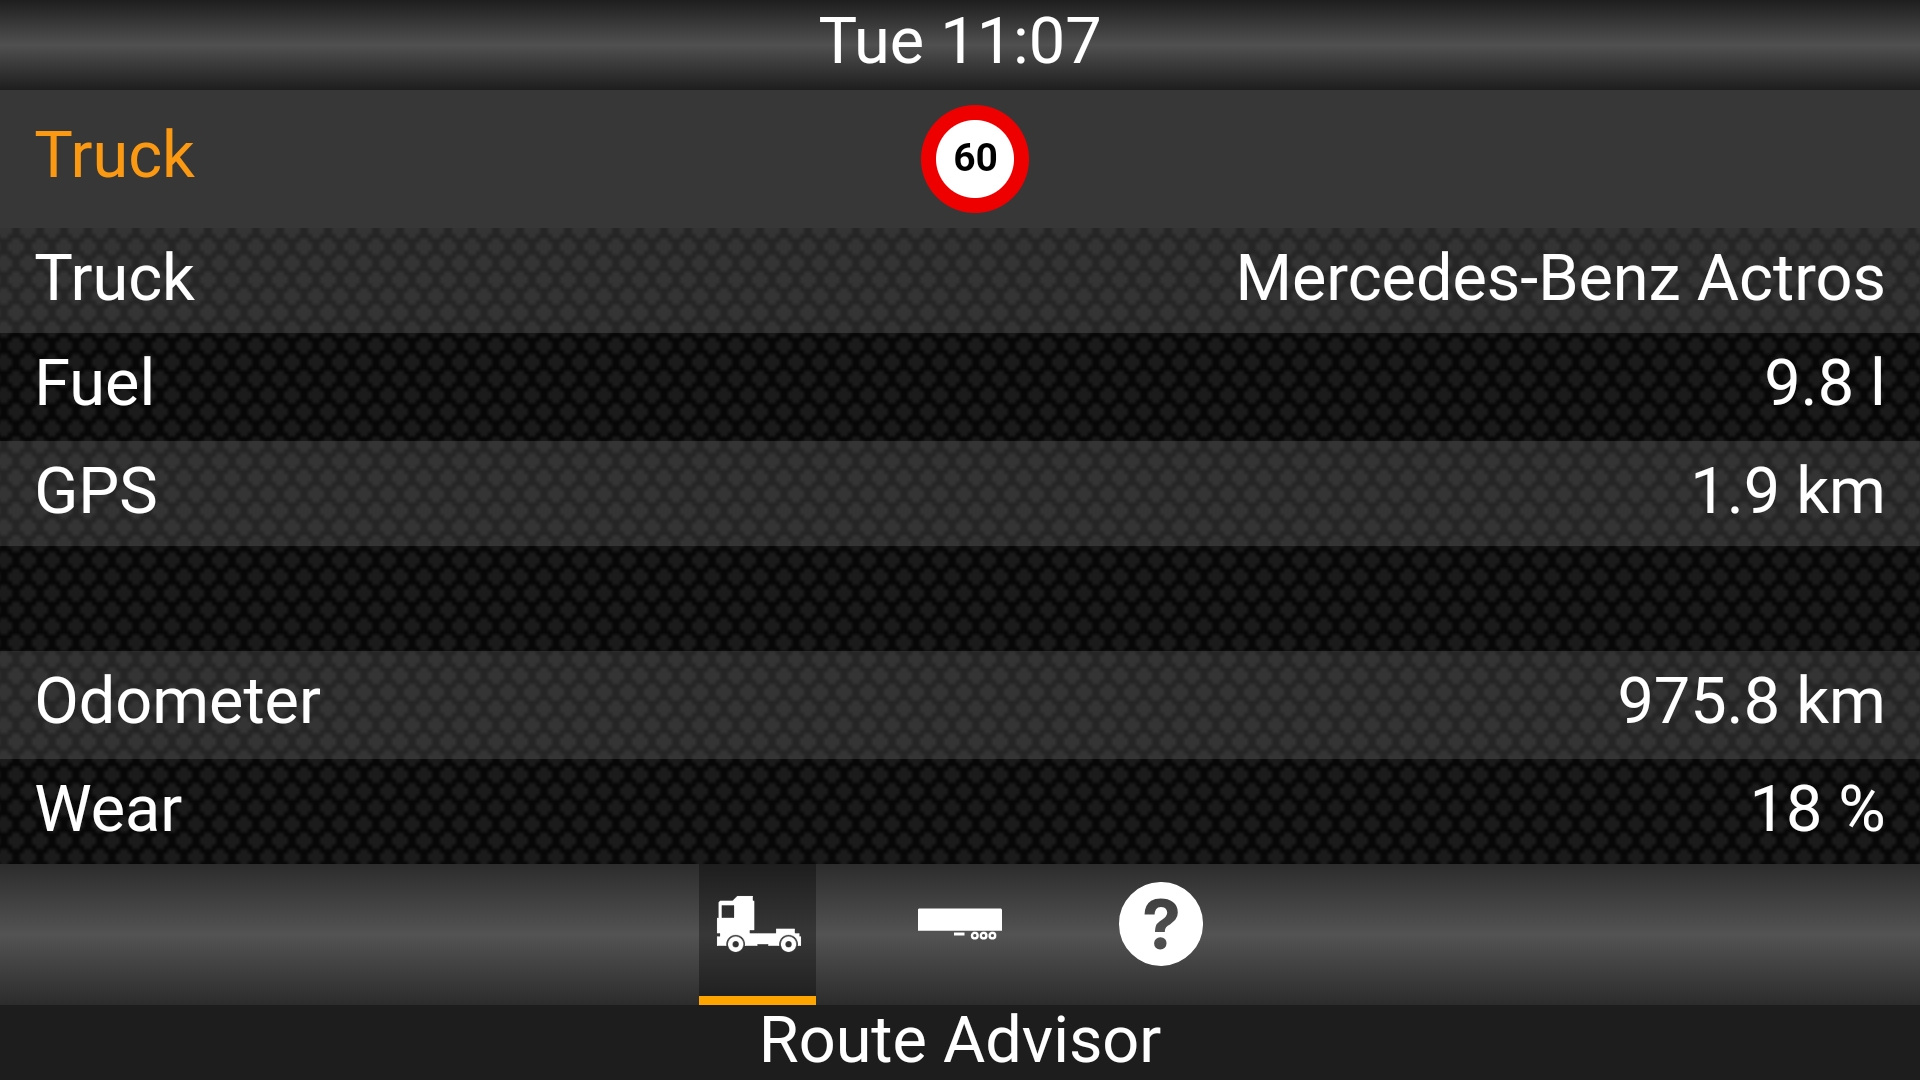 Tue 11:07
Truck
60
Truck Mercedes-Benz Actros
Fuel 9.8 l
GPS 1.9 km
Odometer 975.8 km
Wear 18 %
?
Route Advisor